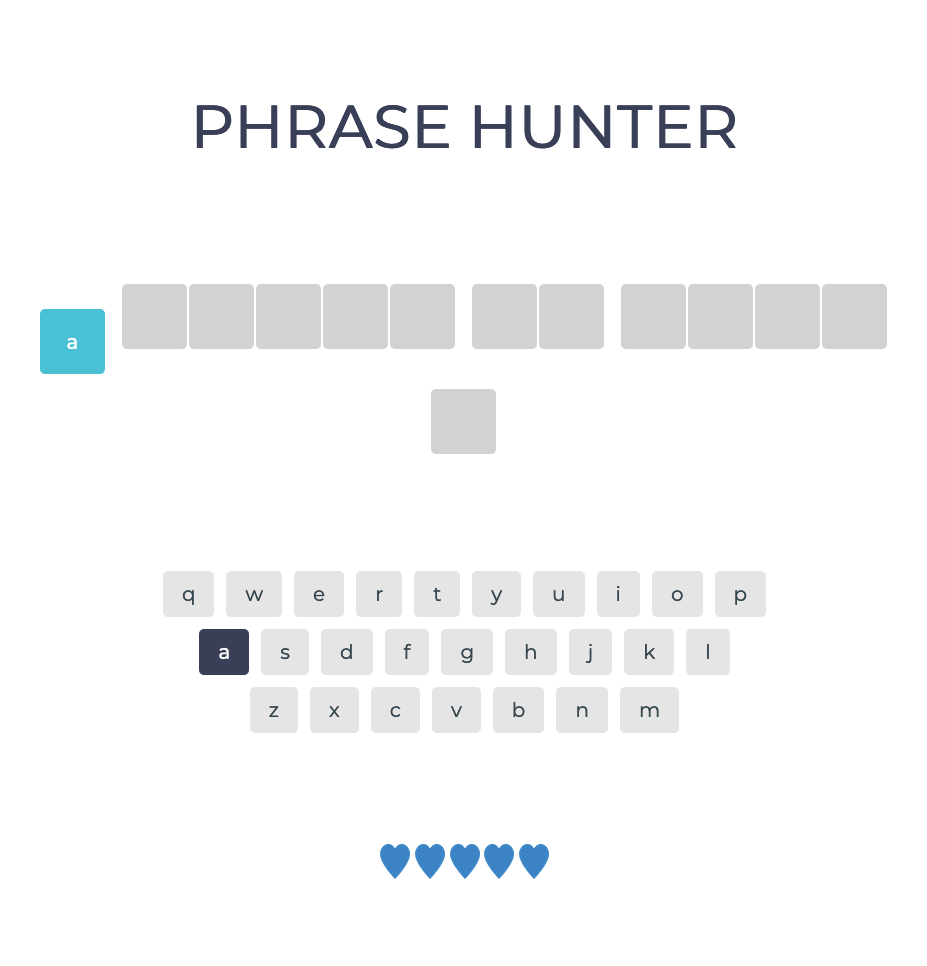 PHRASE HUNTER
a
q w e r t y u i o p
a s d f g h j k l
z x c v b n m